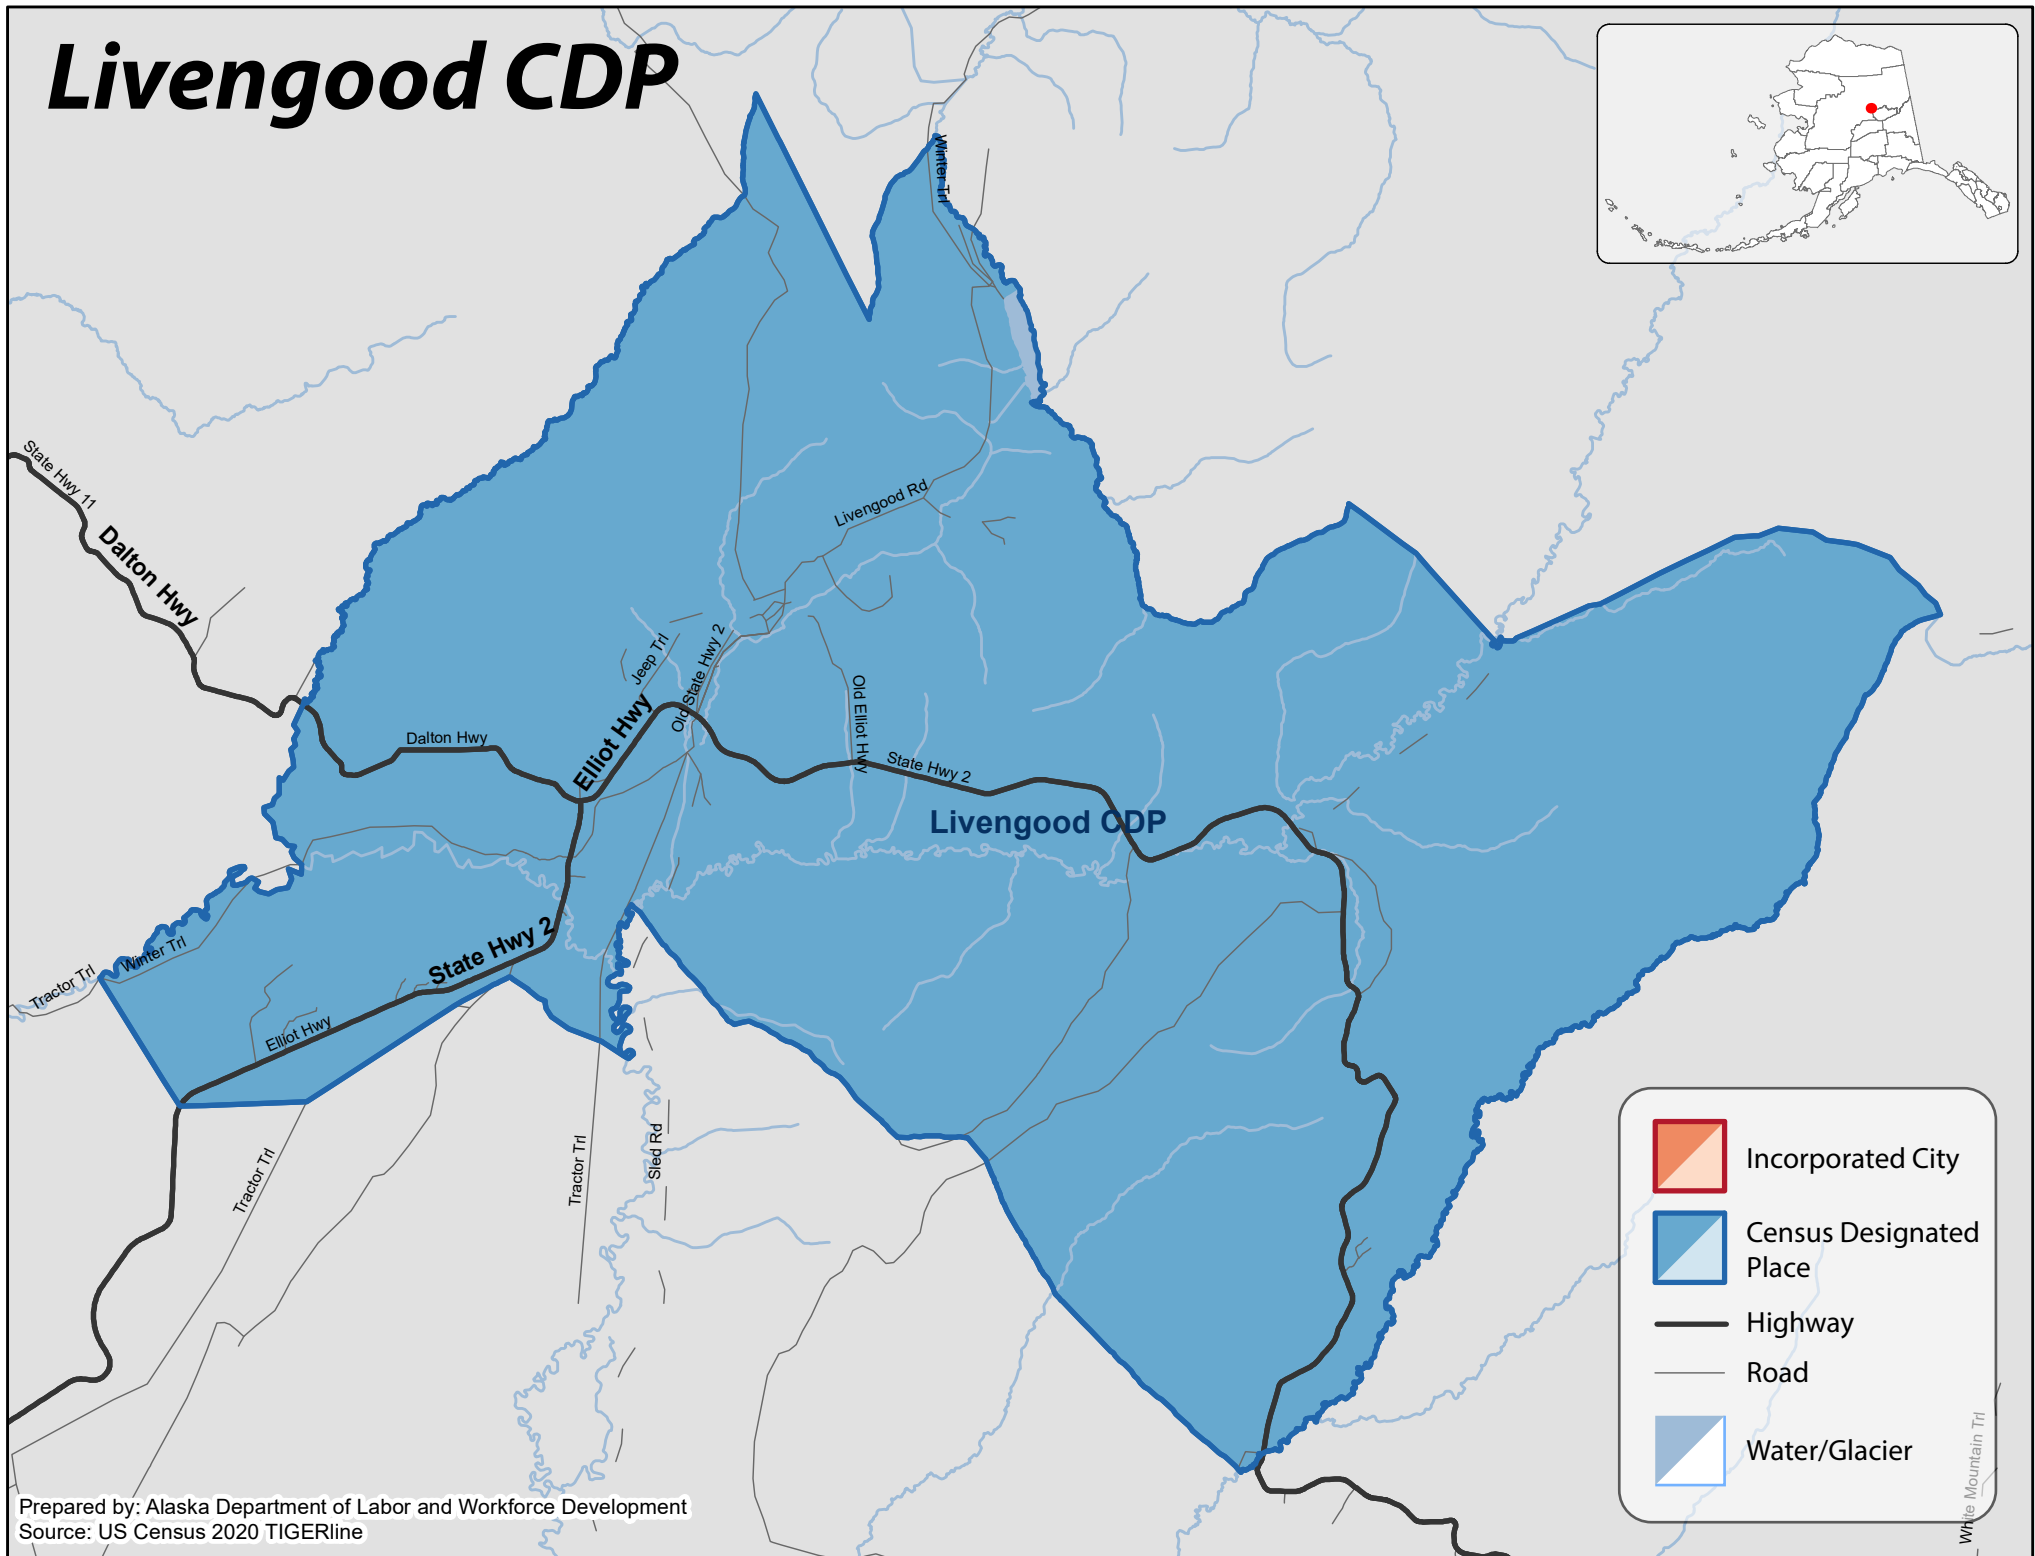 Livengood CDP
Winter Trl
State Hwy 11
Dalton Hwy
Livengood Rd
Jeep Trl
Old State Hwy 2
Elliot Hwy
Old Elliot Hwy
Dalton Hwy
State Hwy 2
Livengood CDP
State Hwy 2
Winter Trl
Tractor Trl
Elliot Hwy
Tractor Trl
Tractor Trl
Sled Rd
Incorporated City
Census Designated
Place
Highway
Road
Water/Glacier
White Mountain Trl
Prepared by: Alaska Department of Labor and Workforce Development
Source: US Census 2020 TIGERline